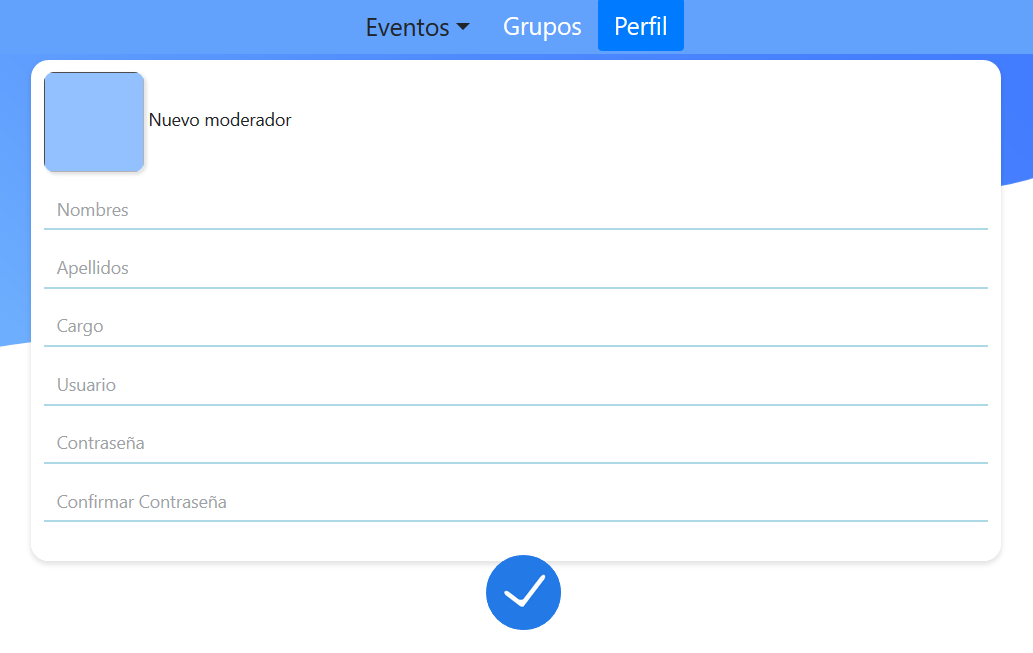 Eventos Grupos Perfil
Nuevo moderador
Nombres
Apellidos
Cargo
Usuario
Contraseña
Confirmar Contraseña